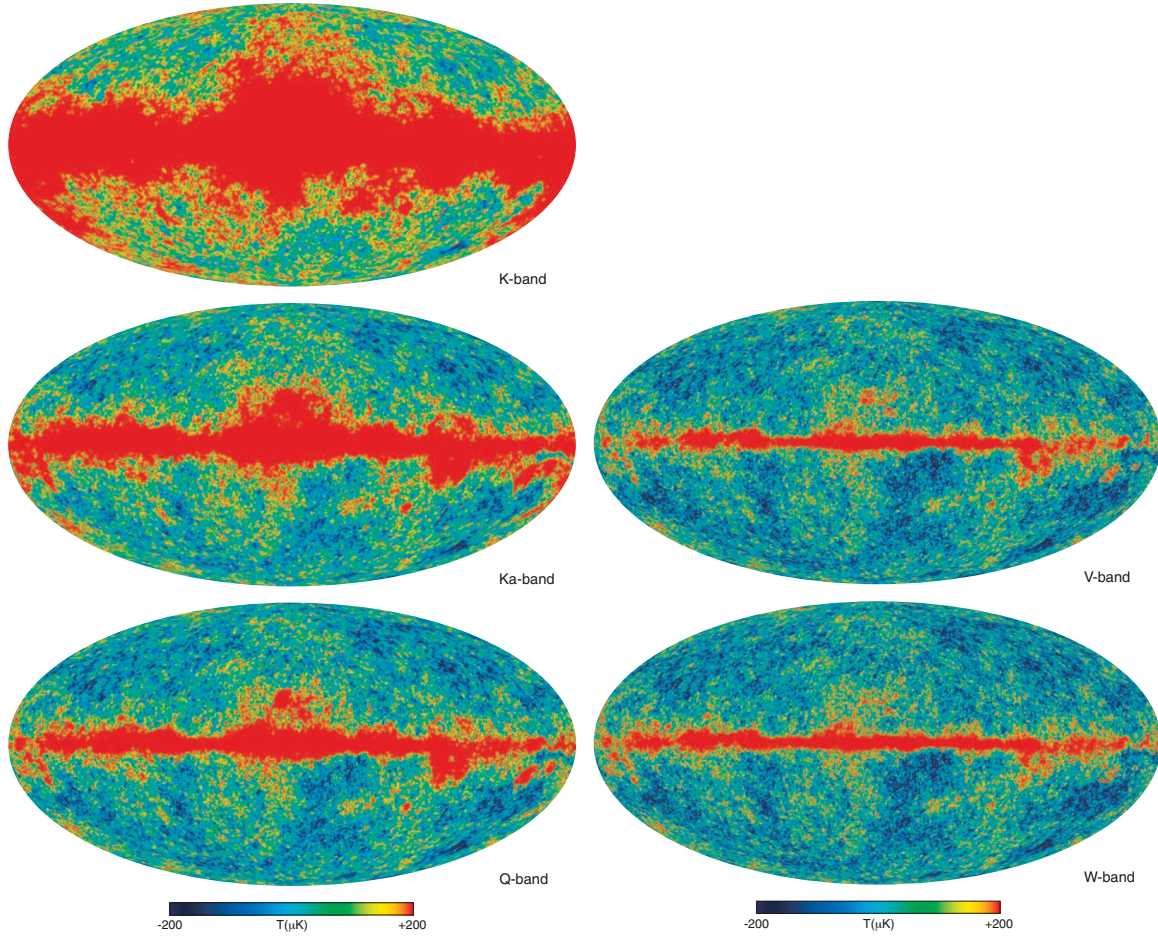 K-band
Ka-band
V-band
Q-band
W-band
-200 T(μK) +200
-200 T(μK) +200